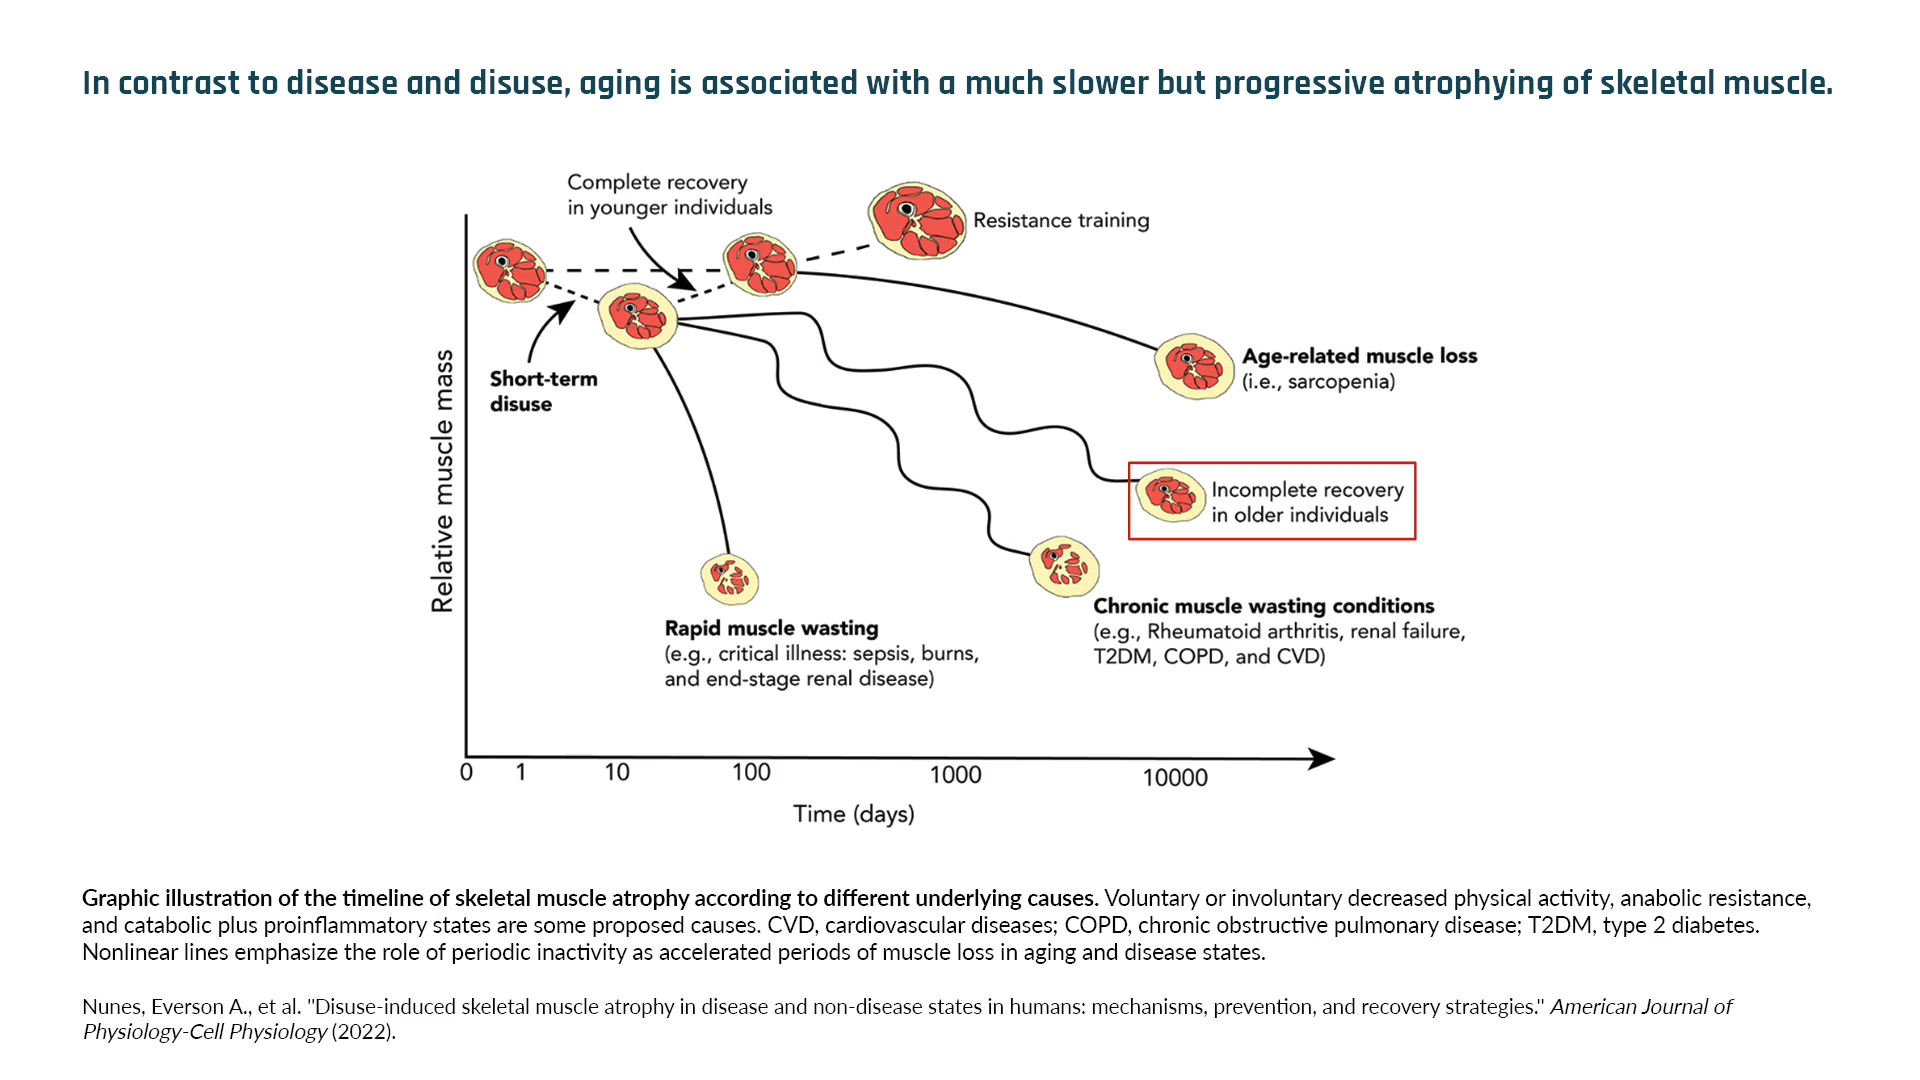 In contrast to disease and disuse, aging is associated with a much slower but progressive atrophying of skeletal muscle.
Complete recovery
in younger individuals
Resistance training
Short-term
disuse
Age-related muscle loss
(i.e., sarcopenia)
Incomplete recovery
in older individuals
Rapid muscle wasting
(e.g., critical illness: sepsis, burns,
and end-stage renal disease)
Chronic muscle wasting conditions
(e.g., Rheumatoid arthritis, renal failure,
T2DM, COPD, and CVD)
Relative muscle mass
0 1 10 100 1000 10000
Time (days)
Graphic illustration of the timeline of skeletal muscle atrophy according to different underlying causes. Voluntary or involuntary decreased physical activity, anabolic resistance,
and catabolic plus proinflammatory states are some proposed causes. CVD, cardiovascular diseases; COPD, chronic obstructive pulmonary disease; T2DM, type 2 diabetes.
Nonlinear lines emphasize the role of periodic inactivity as accelerated periods of muscle loss in aging and disease states.
Nunes, Everson A., et al. "Disuse-induced skeletal muscle atrophy in disease and non-disease states in humans: mechanisms, prevention, and recovery strategies." American Journal of
Physiology-Cell Physiology (2022).